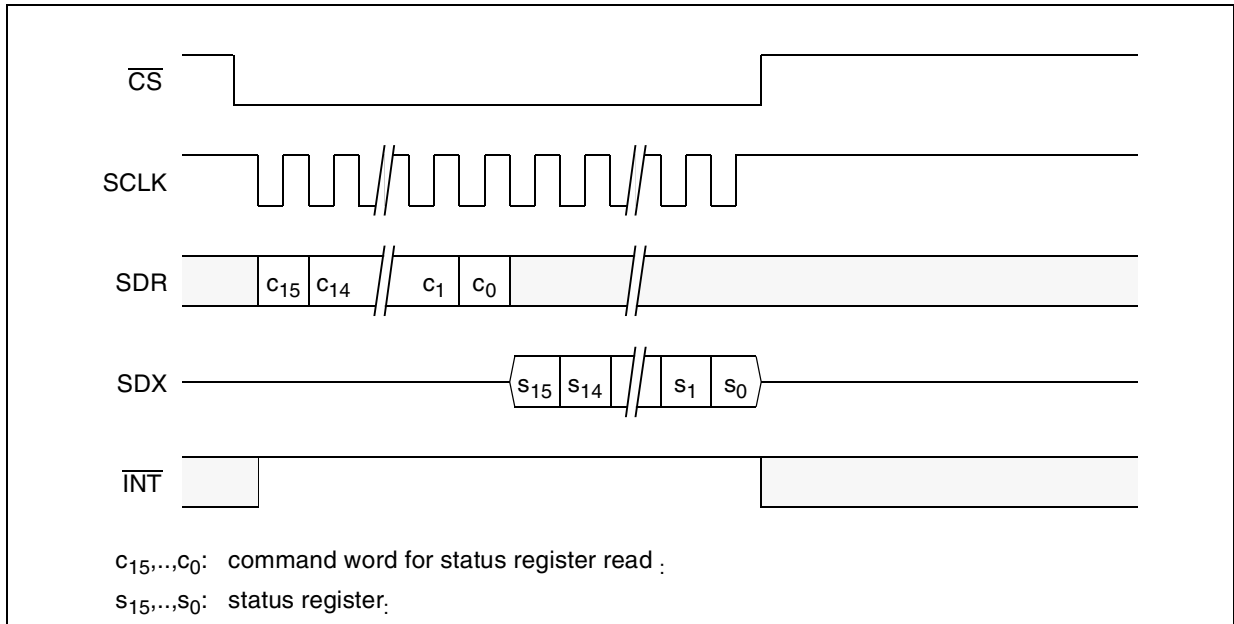 CS
SCLK
SDR c15 c14 c1 c0
SDX s15 s14 s1 s0
INT
c15,..,c0: command word for status register read :
s15,..,s0: status register: